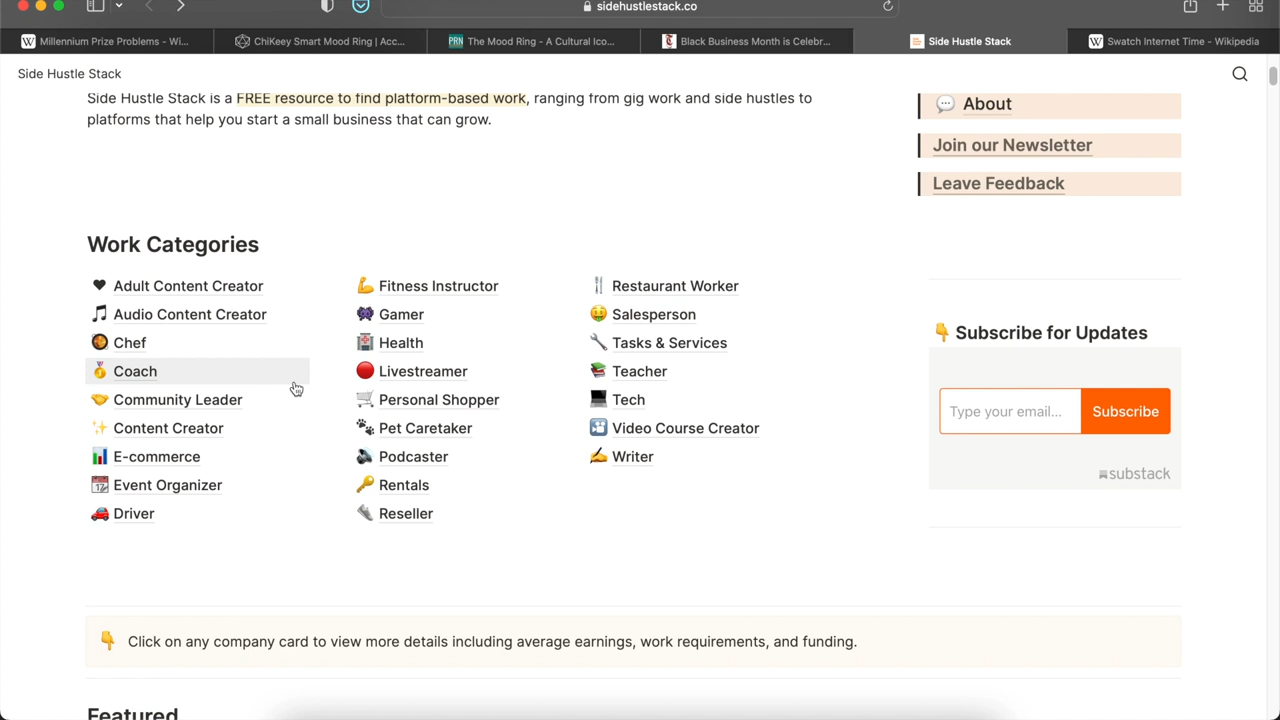 sidehustlestack.co
Millennium Prize Problems - Wi...
ChiKeey Smart Mood Ring | Acc...
PRN
The Mood Ring - A Cultural Ico...
Black Business Month is Celebr...
Side Hustle Stack
W
Swatch Internet Time - Wikipedia
Side Hustle Stack
Side Hustle Stack is a FREE resource to find platform-based work, ranging from gig work and side hustles to
platforms that help you start a small business that can grow.
About
Join our Newsletter
Leave Feedback
Work Categories
Adult Content Creator
Audio Content Creator
Chef
Coach
Community Leader
Content Creator
E-commerce
Event Organizer
Driver
Fitness Instructor
Gamer
Health
Livestreamer
Personal Shopper
Pet Caretaker
Podcaster
Rentals
Reseller
Restaurant Worker
Salesperson
Tasks & Services
Teacher
Tech
Video Course Creator
Writer
Subscribe for Updates
Type your email...
Subscribe
substack
Click on any company card to view more details including average earnings, work requirements, and funding.
Featured